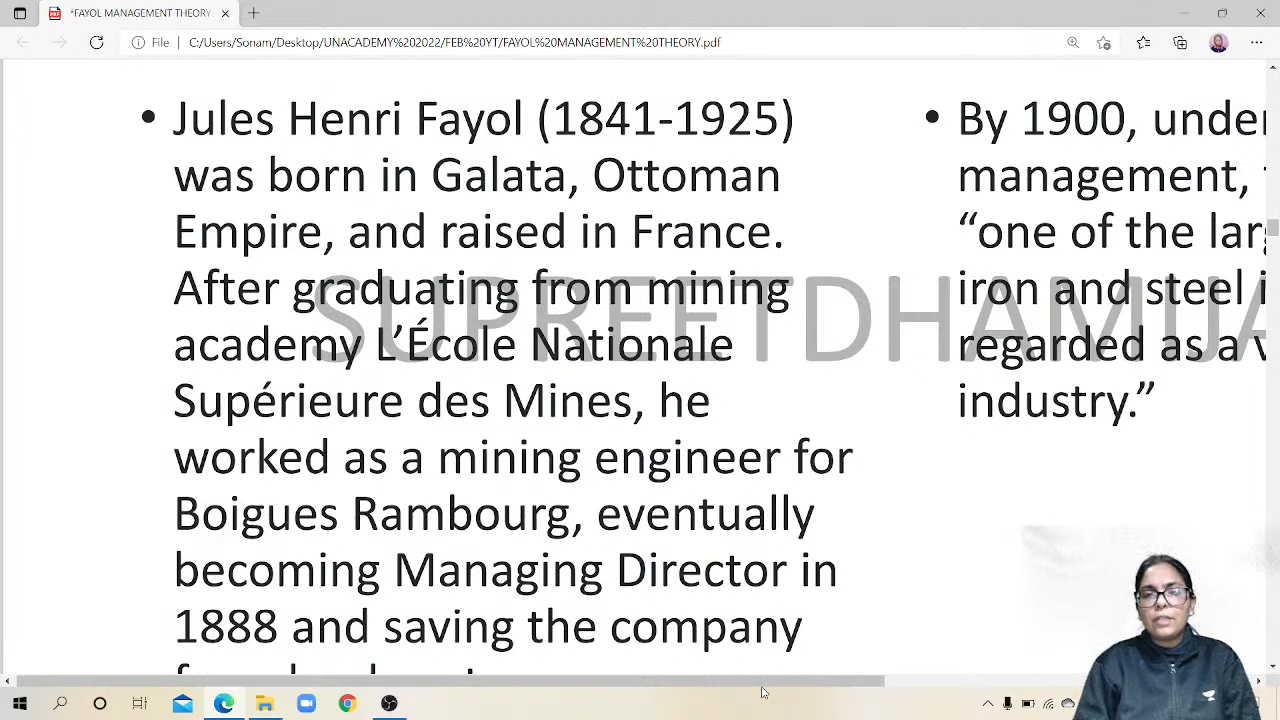 *FAYOL MANAGEMENT THEORY
File
C:/Users/Sonam/Desktop/UNACADEMY%202022/FEB%20YT/FAYOL%20MANAGEMENT%20THEORY.pdf
• Jules Henri Fayol (1841-1925)
was born in Galata, Ottoman
Empire, and raised in France.
After graduating from mining
academy L’École Nationale
Supérieure des Mines, he
worked as a mining engineer for
Boigues Rambourg, eventually
becoming Managing Director in
1888 and saving the company
• By 1900, under
management,
“one of the
iron and steel
regarded as a
industry.”
SUPREETDHAMIJA